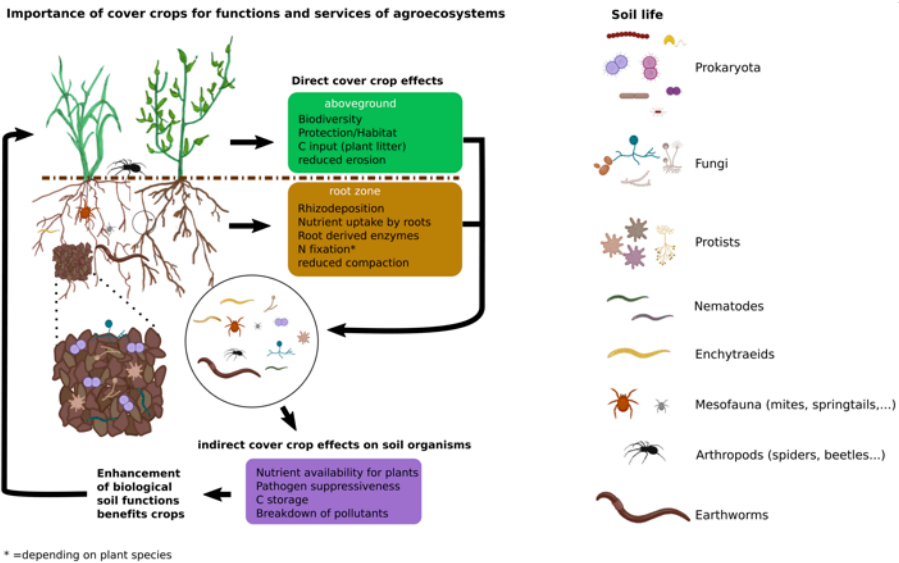 Importance of cover crops for functions and services of agroecosystems
Direct cover crop effects
aboveground
Biodiversity
Protection/Habitat
C input (plant litter)
reduced erosion
root zone
Rhizodeposition
Nutrient uptake by roots
Root derived enzymes
N fixation*
reduced compaction
indirect cover crop effects on soil organisms
Nutrient availability for plants
Pathogen suppressiveness
C storage
Breakdown of pollutants
Enhancement
of biological
soil functions
benefits crops
* =depending on plant species
Soil life
Prokaryota
Fungi
Protists
Nematodes
Enchytraeids
Mesofauna (mites, springtails,...)
Arthropods (spiders, beetles...)
Earthworms